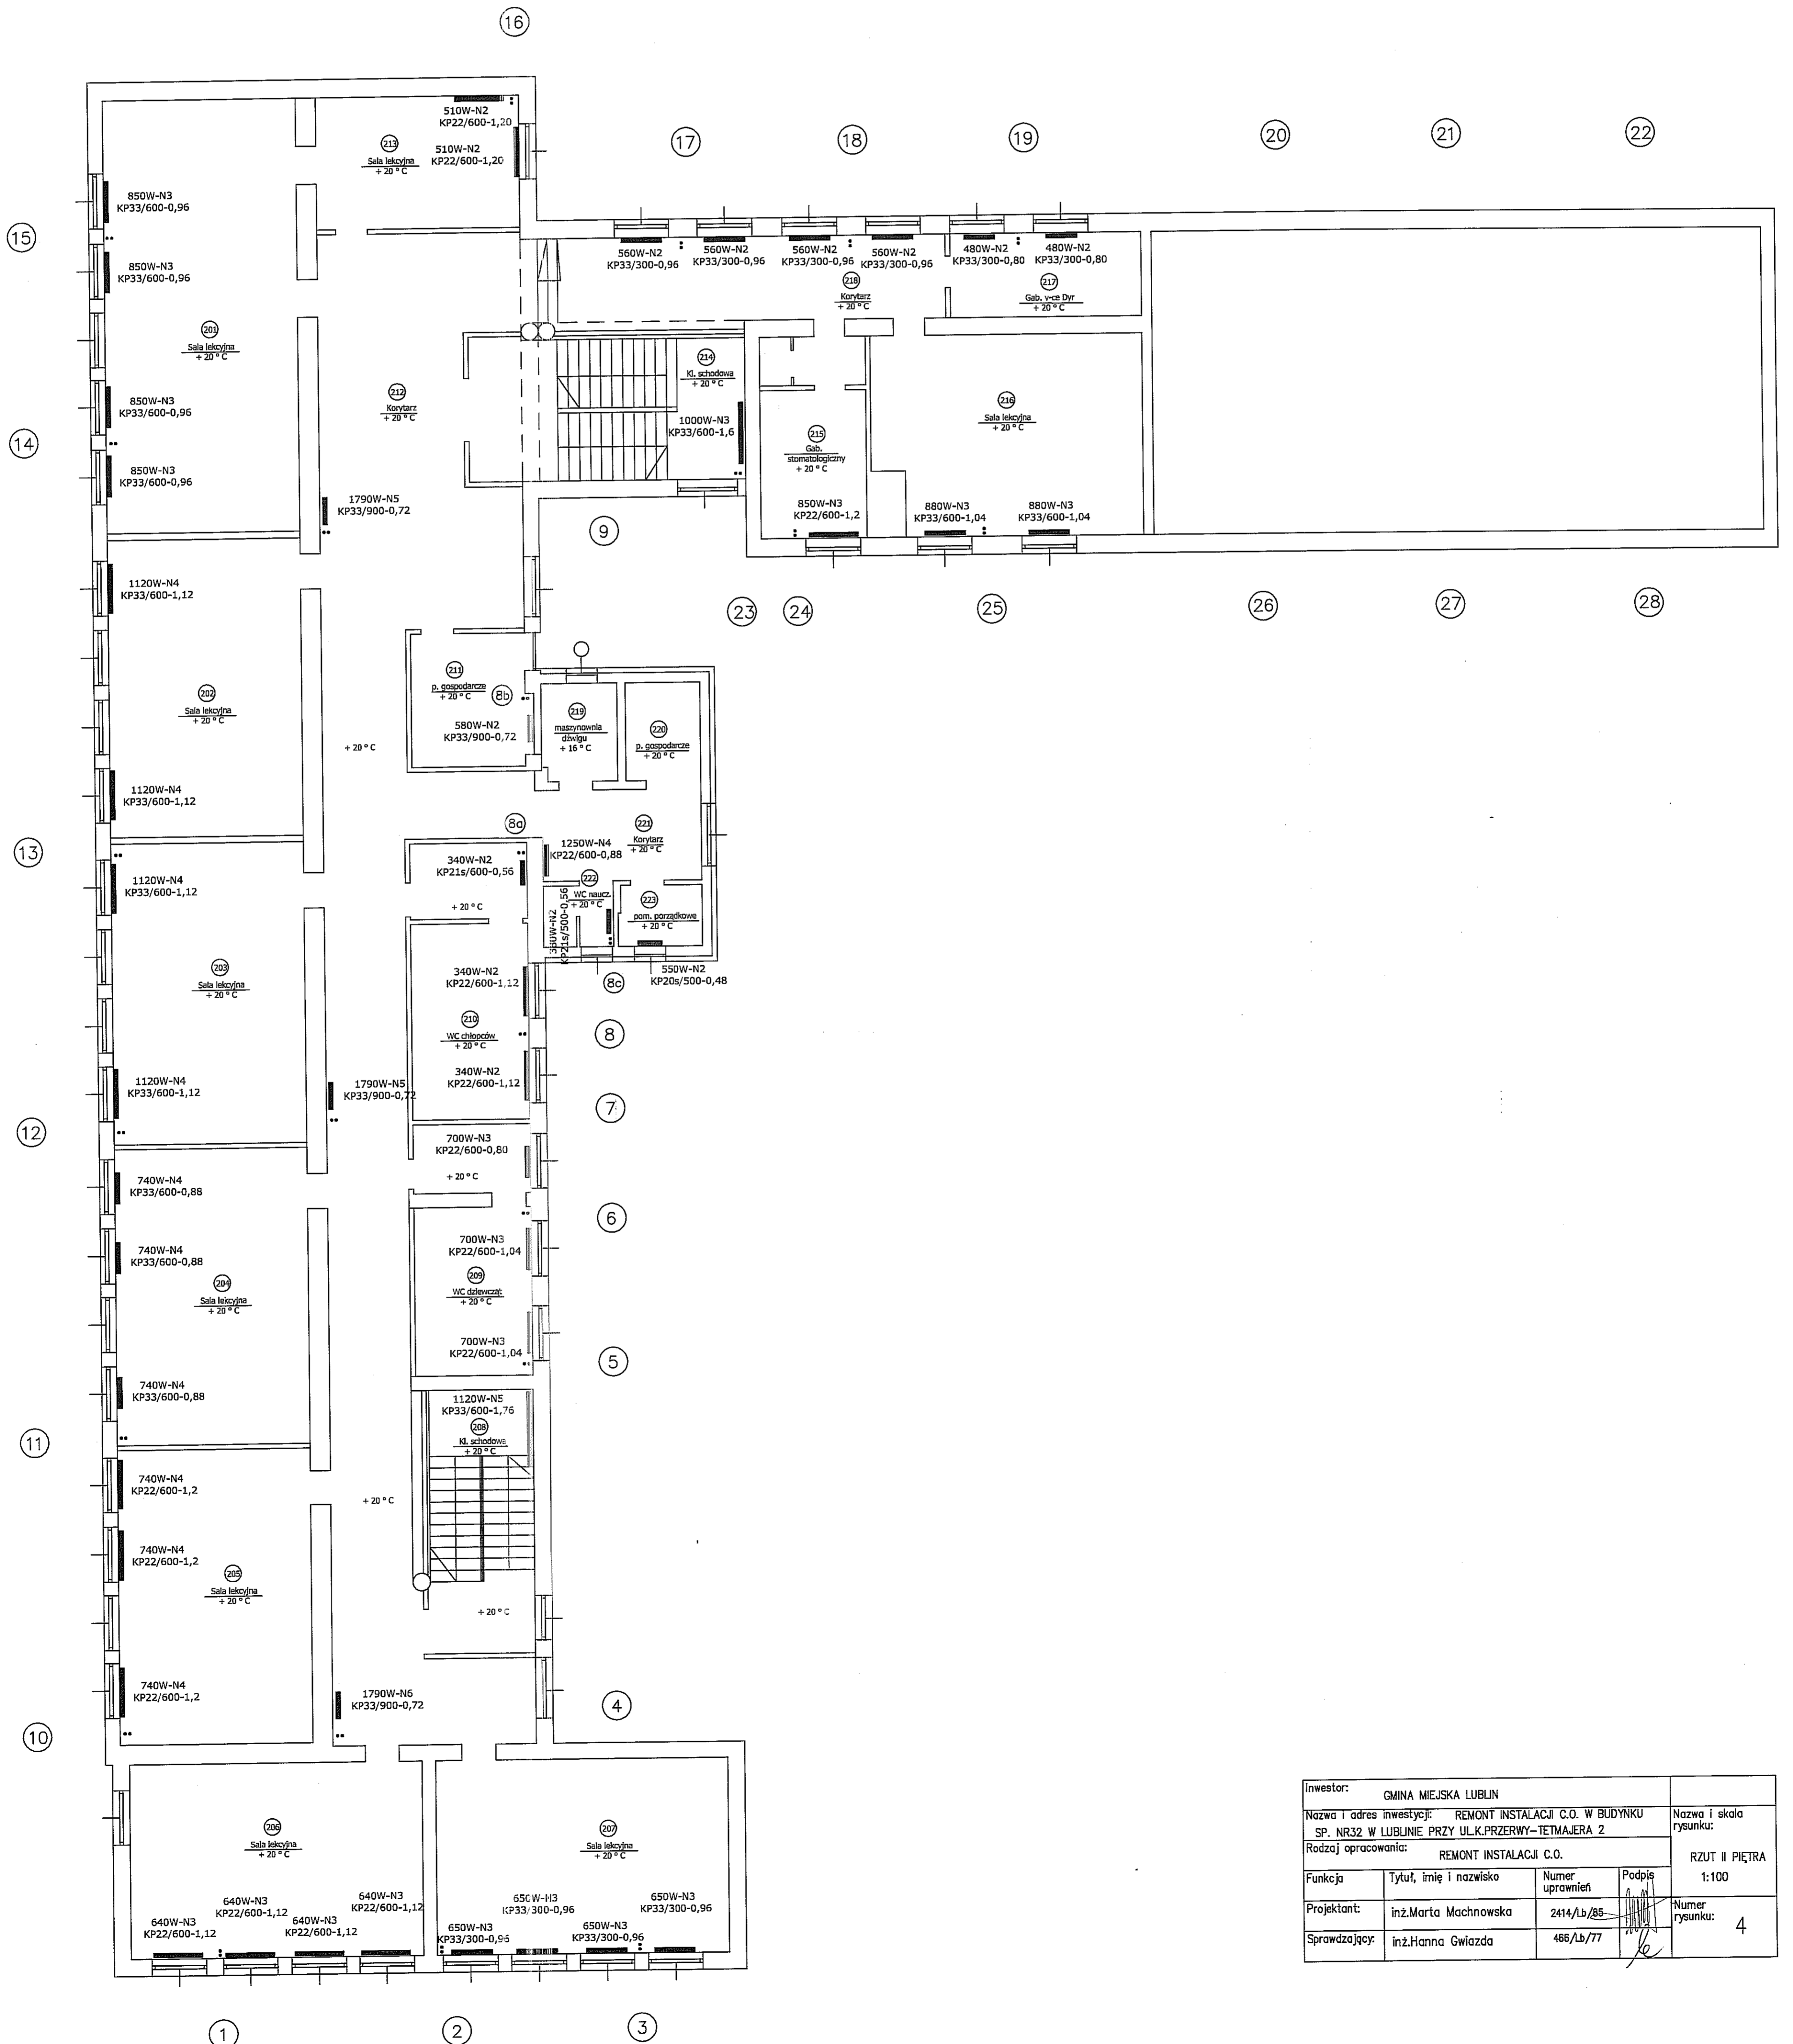 16
510W-N2
KP22/600-1,20
213
Sala lekcyjna
+ 20 ° C
510W-N2
KP22/600-1,20
17
18
19
20
21
22
850W-N3
KP33/600-0,96
15
850W-N3
KP33/600-0,96
560W-N2
KP33/300-0,96
560W-N2
KP33/300-0,96
560W-N2
KP33/300-0,96
560W-N2
KP33/300-0,96
480W-N2
KP33/300-0,80
480W-N2
KP33/300-0,80
218
Korytarz
+ 20 ° C
217
Gab. v-ce Dyr
+ 20 ° C
201
Sala lekcyjna
+ 20 ° C
850W-N3
KP33/600-0,96
212
Korytarz
+ 20 ° C
214
Kl. schodowa
+ 20 ° C
1000W-N3
KP33/600-1,6
215
Gab.
stomatologiczny
+ 20 ° C
216
Sala lekcyjna
+ 20 ° C
14
850W-N3
KP33/600-0,96
1790W-N5
KP33/900-0,72
850W-N3
KP22/600-1,2
880W-N3
KP33/600-1,04
880W-N3
KP33/600-1,04
9
1120W-N4
KP33/600-1,12
23
24
25
26
27
28
202
Sala lekcyjna
+ 20 ° C
211
p. gospodarcze
+ 20 ° C
8b
580W-N2
KP33/900-0,72
+ 20 ° C
219
maszynownia
dźwigu
+ 16 ° C
220
p. gospodarcze
+ 20 ° C
1120W-N4
KP33/600-1,12
13
8a
221
Korytarz
+ 20 ° C
1250W-N4
KP22/600-0,88
1120W-N4
KP33/600-1,12
340W-N2
KP21s/600-0,56
+ 20 ° C
222
WC naucz.
+ 20 ° C
KP21s/500-0,56
223
pom. porządkowe
+ 20 ° C
203
Sala lekcyjna
+ 20 ° C
340W-N2
KP22/600-1,12
8c
550W-N2
KP20s/500-0,48
210
WC chłopców
+ 20 ° C
8
1120W-N4
KP33/600-1,12
1790W-N5
KP33/900-0,72
340W-N2
KP22/600-1,12
7
12
700W-N3
KP22/600-0,80
+ 20 ° C
740W-N4
KP33/600-0,88
6
740W-N4
KP33/600-0,88
700W-N3
KP22/600-1,04
204
Sala lekcyjna
+ 20 ° C
209
WC dziewcząt
+ 20 ° C
700W-N3
KP22/600-1,04
5
740W-N4
KP33/600-0,88
1120W-N5
KP33/600-1,76
208
Kl. schodowa
+ 20 ° C
11
740W-N4
KP22/600-1,2
+ 20 ° C
740W-N4
KP22/600-1,2
205
Sala lekcyjna
+ 20 ° C
+ 20 ° C
740W-N4
KP22/600-1,2
1790W-N6
KP33/900-0,72
4
10
206
Sala lekcyjna
+ 20 ° C
207
Sala lekcyjna
+ 20 ° C
640W-N3
KP22/600-1,12
640W-N3
KP22/600-1,12
640W-N3
KP22/600-1,12
640W-N3
KP22/600-1,12
650W-N3
KP33/300-0,96
650W-N3
KP33/300-0,96
650W-N3
KP33/300-0,96
650W-N3
KP33/300-0,96
1
2
3
inwestor: GMINA MIEJSKA LUBLIN
Nazwa i adres inwestycji: REMONT INSTALACJI C.O. W BUDYNKU
SP. NR32 W LUBLINIE PRZY UL.K.PRZERWY-TETMAJERA 2
Rodzaj opracowania: REMONT INSTALACJI C.O.
Nazwa i skala
rysunku:
RZUT II PIĘTRA
1:100
Funkcja Tytuł, imię i nazwisko Numer uprawnień Podpis
Projektant: inż.Marta Machnowska 2414/Lb/85
Sprawdzający: inż.Hanna Gwiazda 466/Lb/77
Numer
rysunku:
4